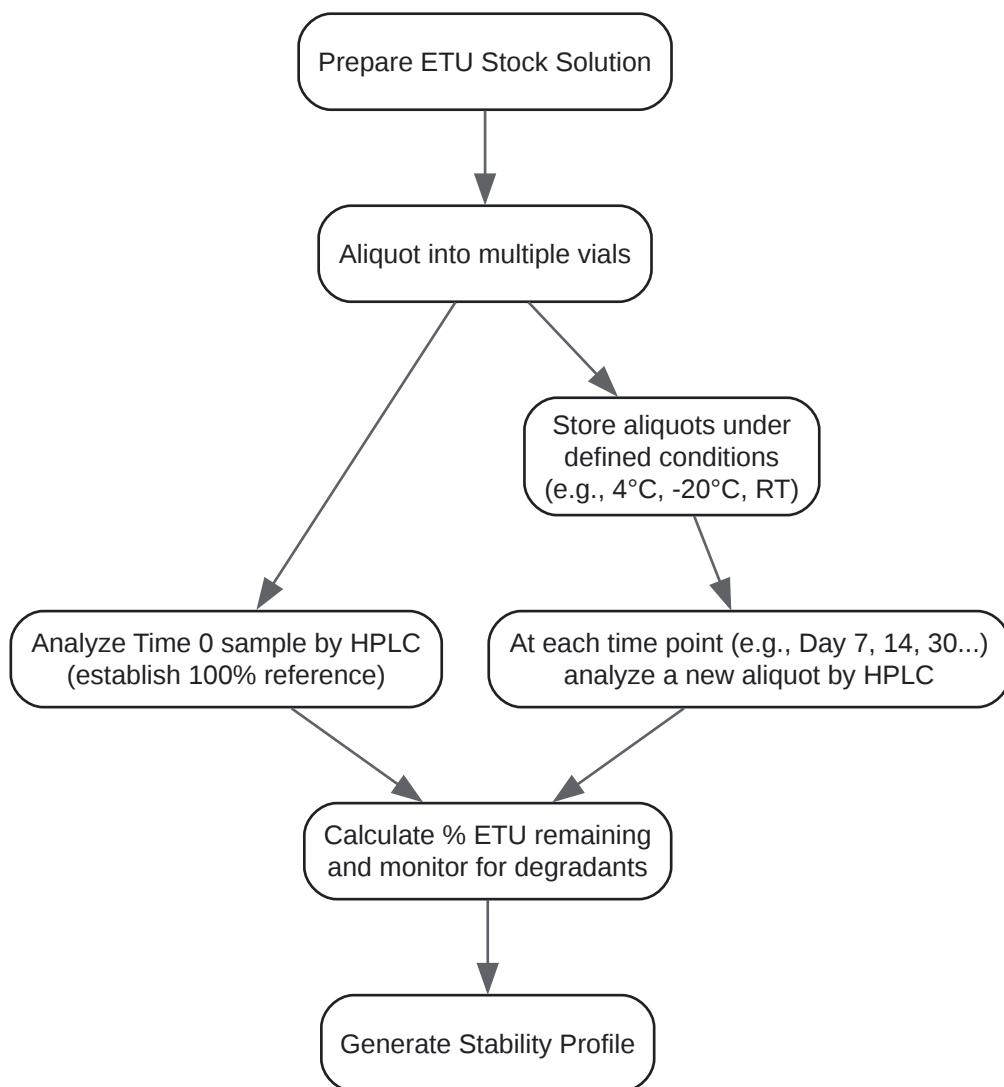 Prepare ETU Stock Solution
Aliquot into multiple vials
Store aliquots under
defined conditions
(e.g., 4°C, -20°C, RT)
Analyze Time 0 sample by HPLC
(establish 100% reference)
At each time point (e.g., Day 7, 14, 30...)
analyze a new aliquot by HPLC
Calculate % ETU remaining
and monitor for degradants
Generate Stability Profile